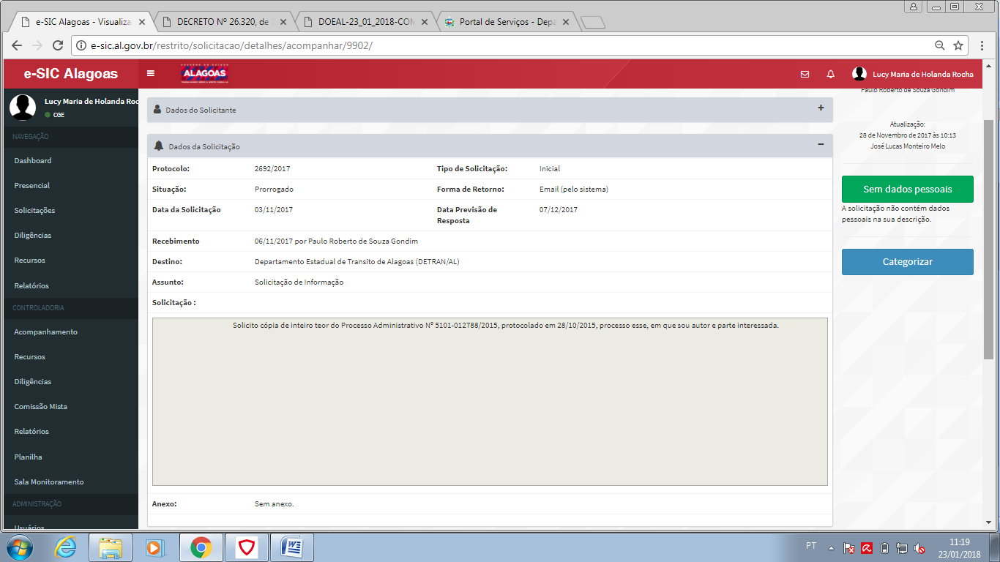 e-SIC Alagoas - Visualiza
DECRETO Nº 26.320, de
DOEAL-23_01_2018-COM
Portal de Serviços - Depa
e-sic.al.gov.br/restrito/solicitacao/detalhes/acompanhar/9902/
e-SIC Alagoas
ALAGOAS
Lucy Maria de Holanda Rocha
Lucy Maria de Holanda Roc
CGE
NAVEGAÇÃO
Dashboard
Presencial
Solicitações
Diligências
Recursos
Relatórios
CONTROLADORIA
Acompanhamento
Recursos
Diligências
Comissão Mista
Relatórios
Planilha
Sala Monitoramento
ADMINISTRAÇÃO
Usuários
Dados do Solicitante
Dados da Solicitação
Protocolo: 2692/2017 Tipo de Solicitação: Inicial
Situação: Prorrogado Forma de Retorno: Email (pelo sistema)
Data da Solicitação 03/11/2017 Data Previsão de 07/12/2017
Resposta
Recebimento 06/11/2017 por Paulo Roberto de Souza Gondim
Destino: Departamento Estadual de Transito de Alagoas (DETRAN/AL)
Assunto: Solicitação de Informação
Solicitação :
Solicito cópia de inteiro teor do Processo Administrativo Nº 5101-012788/2015, protocolado em 28/10/2015, processo esse, em que sou autor e parte interessada.
Anexo: Sem anexo.
Paulo Roberto de Souza Gondim
Atualização:
28 de Novembro de 2017 às 10:13
José Lucas Monteiro Melo
Sem dados pessoais
A solicitação não contém dados
pessoais na sua descrição.
Categorizar
PT
11:19
23/01/2018